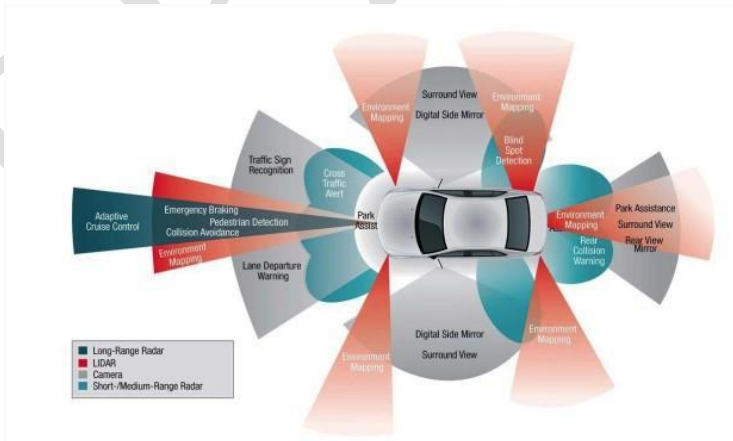 Surround View
Environment
Mapping
Digital Side Mirror
Environment
Mapping
Blind
Spot
Detection
Traffic Sign
Recognition
Cross
Traffic
Alert
Adaptive
Cruise Control
Emergency Braking
Pedestrian Detection
Collision Avoidance
Environment
Mapping
Park
Assist
Lane Departure
Warning
Environment
Mapping
Park Assistance
Surround View
Rear View
Mirror
Rear
Collision
Warning
Digital Side Mirror
Surround View
Environment
Mapping
Environment
Mapping
Long-Range Radar
LIDAR
Camera
Short-/Medium-Range Radar